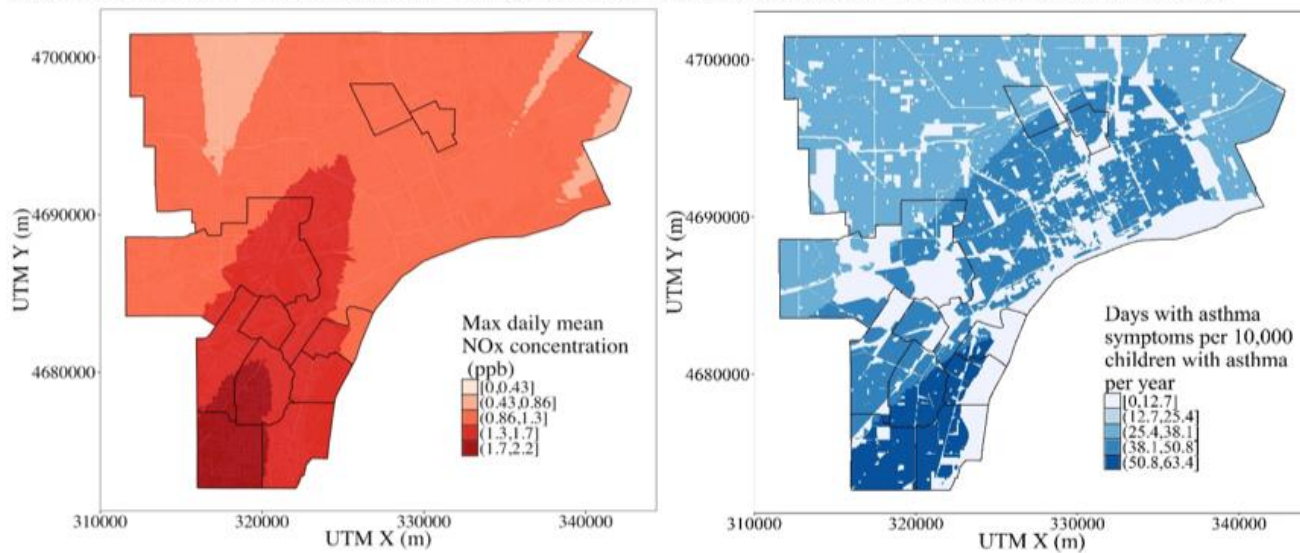 4700000
4690000
4680000
UTM Y (m)
Max daily mean
NOx concentration
(ppb)
[0,0.43]
(0.43,0.86]
(0.86,1.3]
(1.3,1.7]
(1.7,2.2]
310000 320000 330000 340000
UTM X (m)
4700000
4690000
4680000
UTM Y (m)
Days with asthma
symptoms per 10,000
children with asthma
per year
[0,12.7]
(12.7,25.4]
(25.4,38.1]
(38.1,50.8]
(50.8,63.4]
310000 320000 330000 340000
UTM X (m)